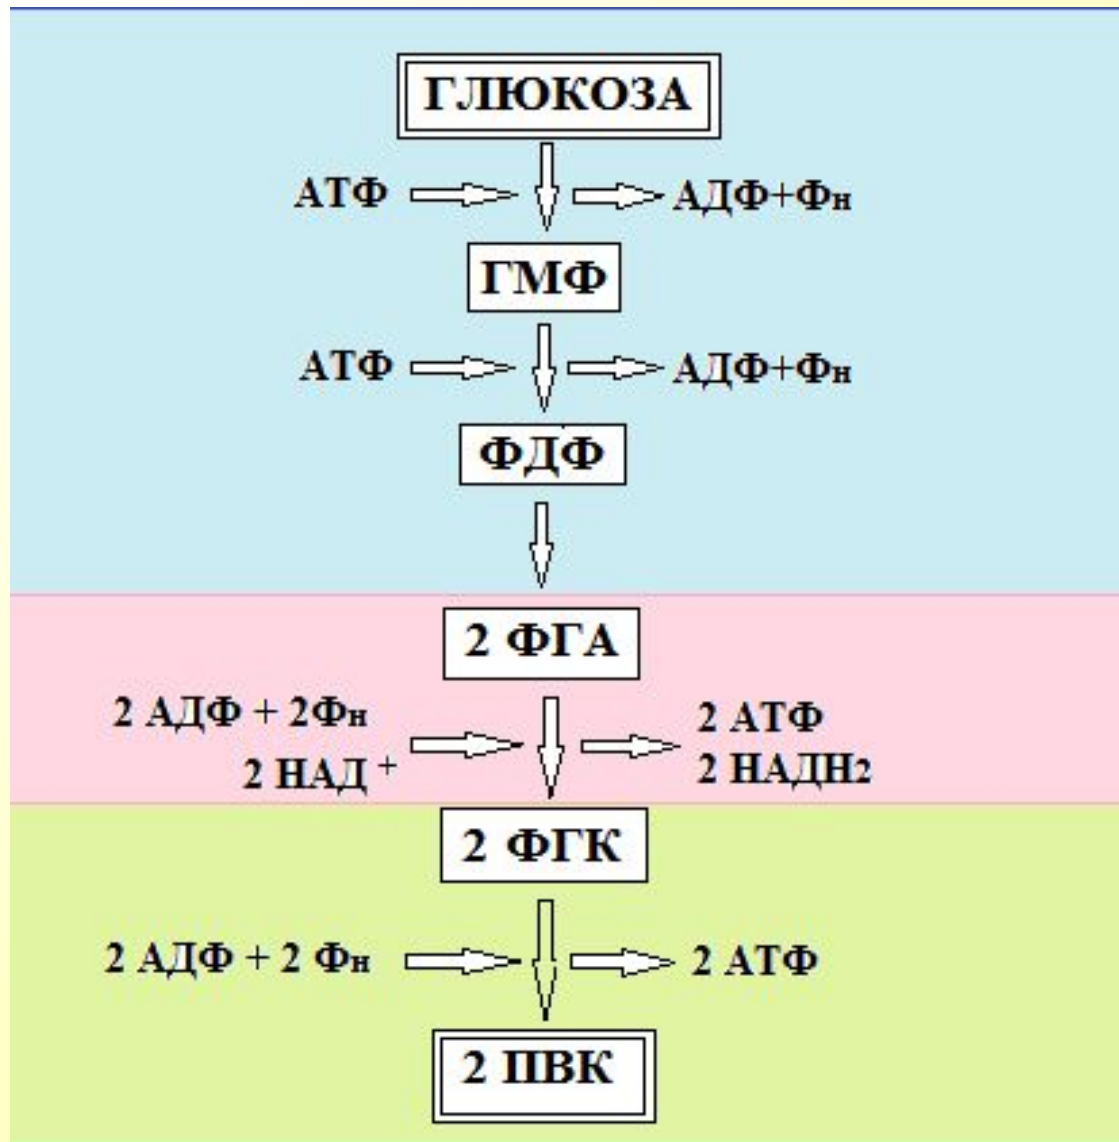 ГЛЮКОЗА
АТФ АДФ+Фн
ГМФ
АТФ АДФ+Фн
ФДФ
2 ФГА
2 АДФ + 2Фн 2 АТФ
2 НАД + 2 НАДН2
2 ФГК
2 АДФ + 2 Фн 2 АТФ
2 ПВК